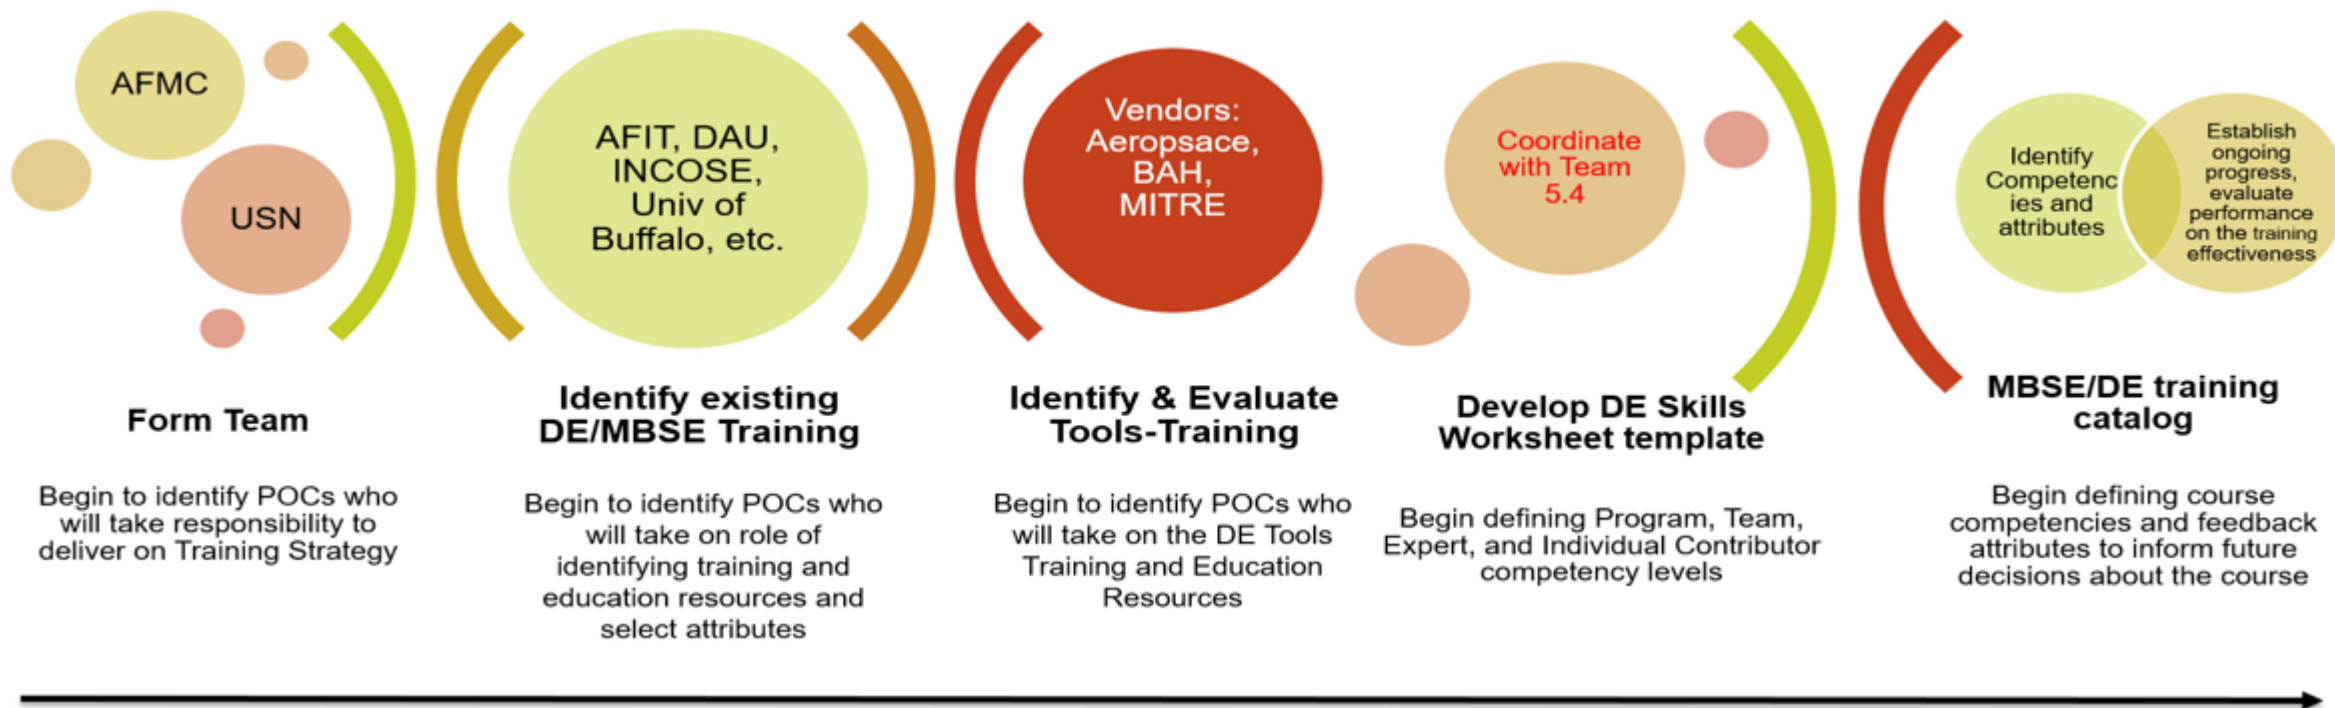 AFMC
USN
Form Team
Begin to identify POCs who
will take responsibility to
deliver on Training Strategy
AFIT, DAU,
INCOSE,
Univ of
Buffalo, etc.
Identify existing
DE/MBSE Training
Begin to identify POCs who
will take on role of
identifying training and
education resources and
select attributes
Vendors:
Aeropsace,
BAH,
MITRE
Identify & Evaluate
Tools-Training
Begin to identify POCs who
will take on the DE Tools
Training and Education
Resources
Coordinate
with Team
5.4
Develop DE Skills
Worksheet template
Begin defining Program, Team,
Expert, and Individual Contributor
competency levels
Identify
Competenc
ies and
attributes
Establish
ongoing
progress,
evaluate
performance
on the training
effectiveness
MBSE/DE training
catalog
Begin defining course
competencies and feedback
attributes to inform future
decisions about the course